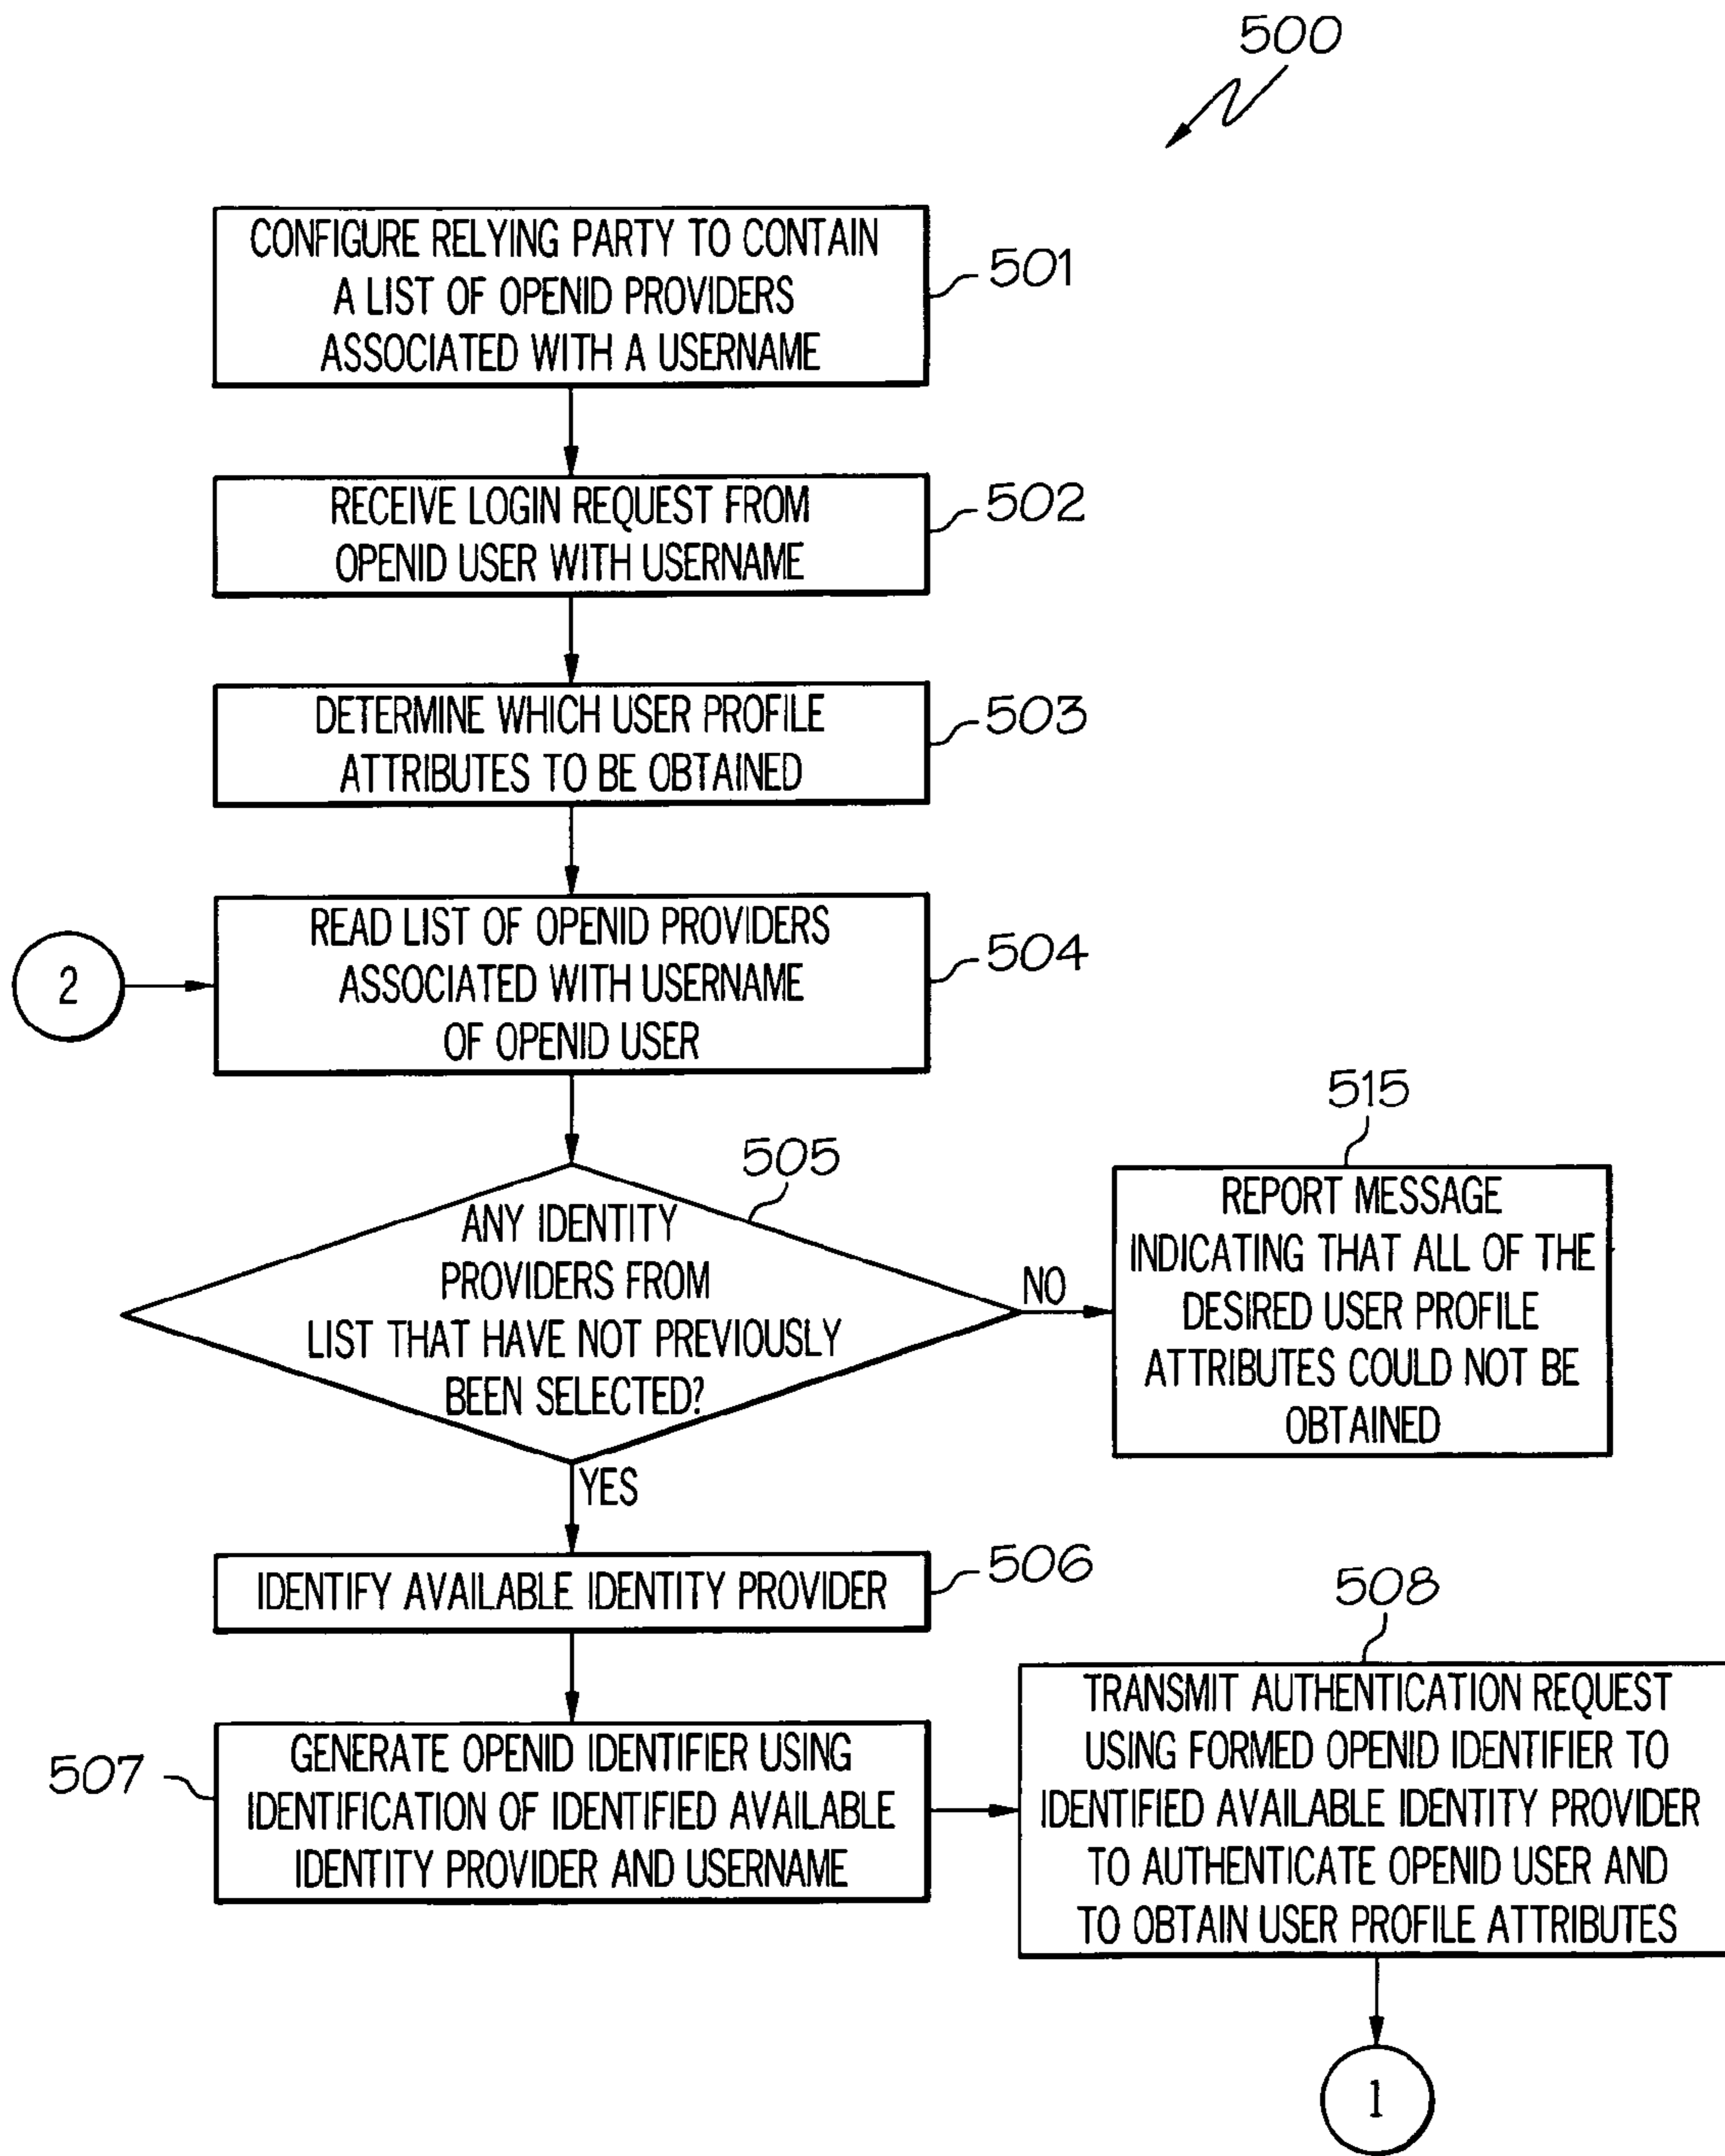 500
CONFIGURE RELYING PARTY TO CONTAIN
A LIST OF OPENID PROVIDERS
ASSOCIATED WITH A USERNAME
501
RECEIVE LOGIN REQUEST FROM
OPENID USER WITH USERNAME
502
DETERMINE WHICH USER PROFILE
ATTRIBUTES TO BE OBTAINED
503
2
READ LIST OF OPENID PROVIDERS
ASSOCIATED WITH USERNAME
OF OPENID USER
504
505
ANY IDENTITY
PROVIDERS FROM
LIST THAT HAVE NOT PREVIOUSLY
BEEN SELECTED?
NO
515
REPORT MESSAGE
INDICATING THAT ALL OF THE
DESIRED USER PROFILE
ATTRIBUTES COULD NOT BE
OBTAINED
YES
IDENTIFY AVAILABLE IDENTITY PROVIDER
506
507
GENERATE OPENID IDENTIFIER USING
IDENTIFICATION OF IDENTIFIED AVAILABLE
IDENTITY PROVIDER AND USERNAME
508
TRANSMIT AUTHENTICATION REQUEST
USING FORMED OPENID IDENTIFIER TO
IDENTIFIED AVAILABLE IDENTITY PROVIDER
TO AUTHENTICATE OPENID USER AND
TO OBTAIN USER PROFILE ATTRIBUTES
1